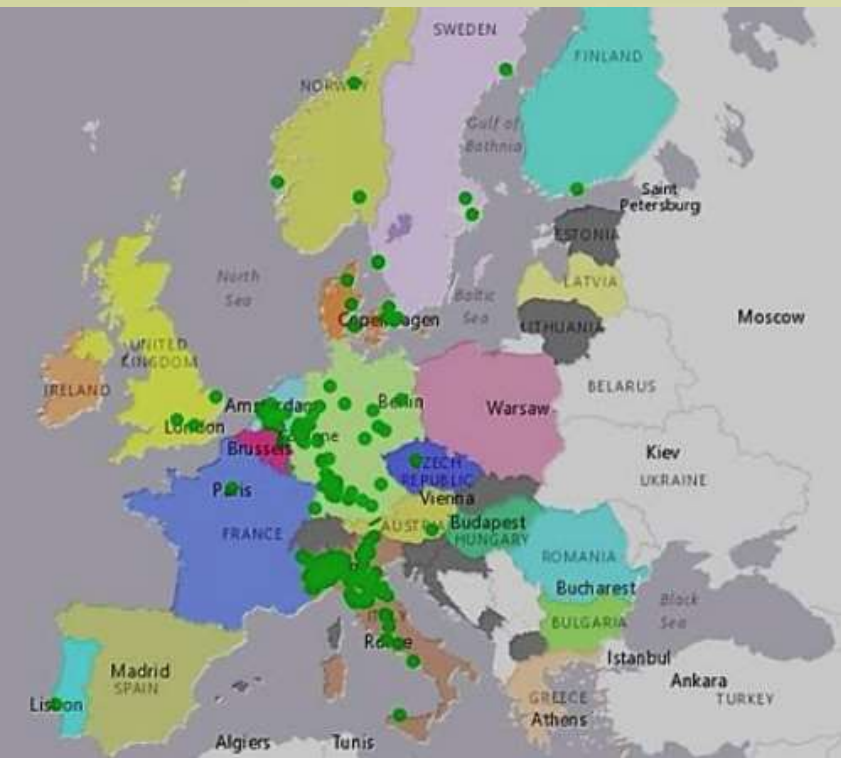 SWEDEN
FINLAND
NORWAY
Gulf of
Bothnia
Saint
Petersburg
ESTONIA
North
Sea
LATVIA
Baltic
Sea
Copenhagen
LITHUANIA
Moscow
UNITED
KINGDOM
BELARUS
IRELAND
Amsterdam
Berlin
Warsaw
London
Brussels
Kiev
CZECH
REPUBLIC
UKRAINE
Paris
Vienna
FRANCE
AUSTRIA
Budapest
HUNGARY
ROMANIA
Bucharest
Black
Sea
ITALY
BULGARIA
Rome
Istanbul
Madrid
SPAIN
Ankara
TURKEY
Lisbon
GREECE
Athens
Algiers
Tunis